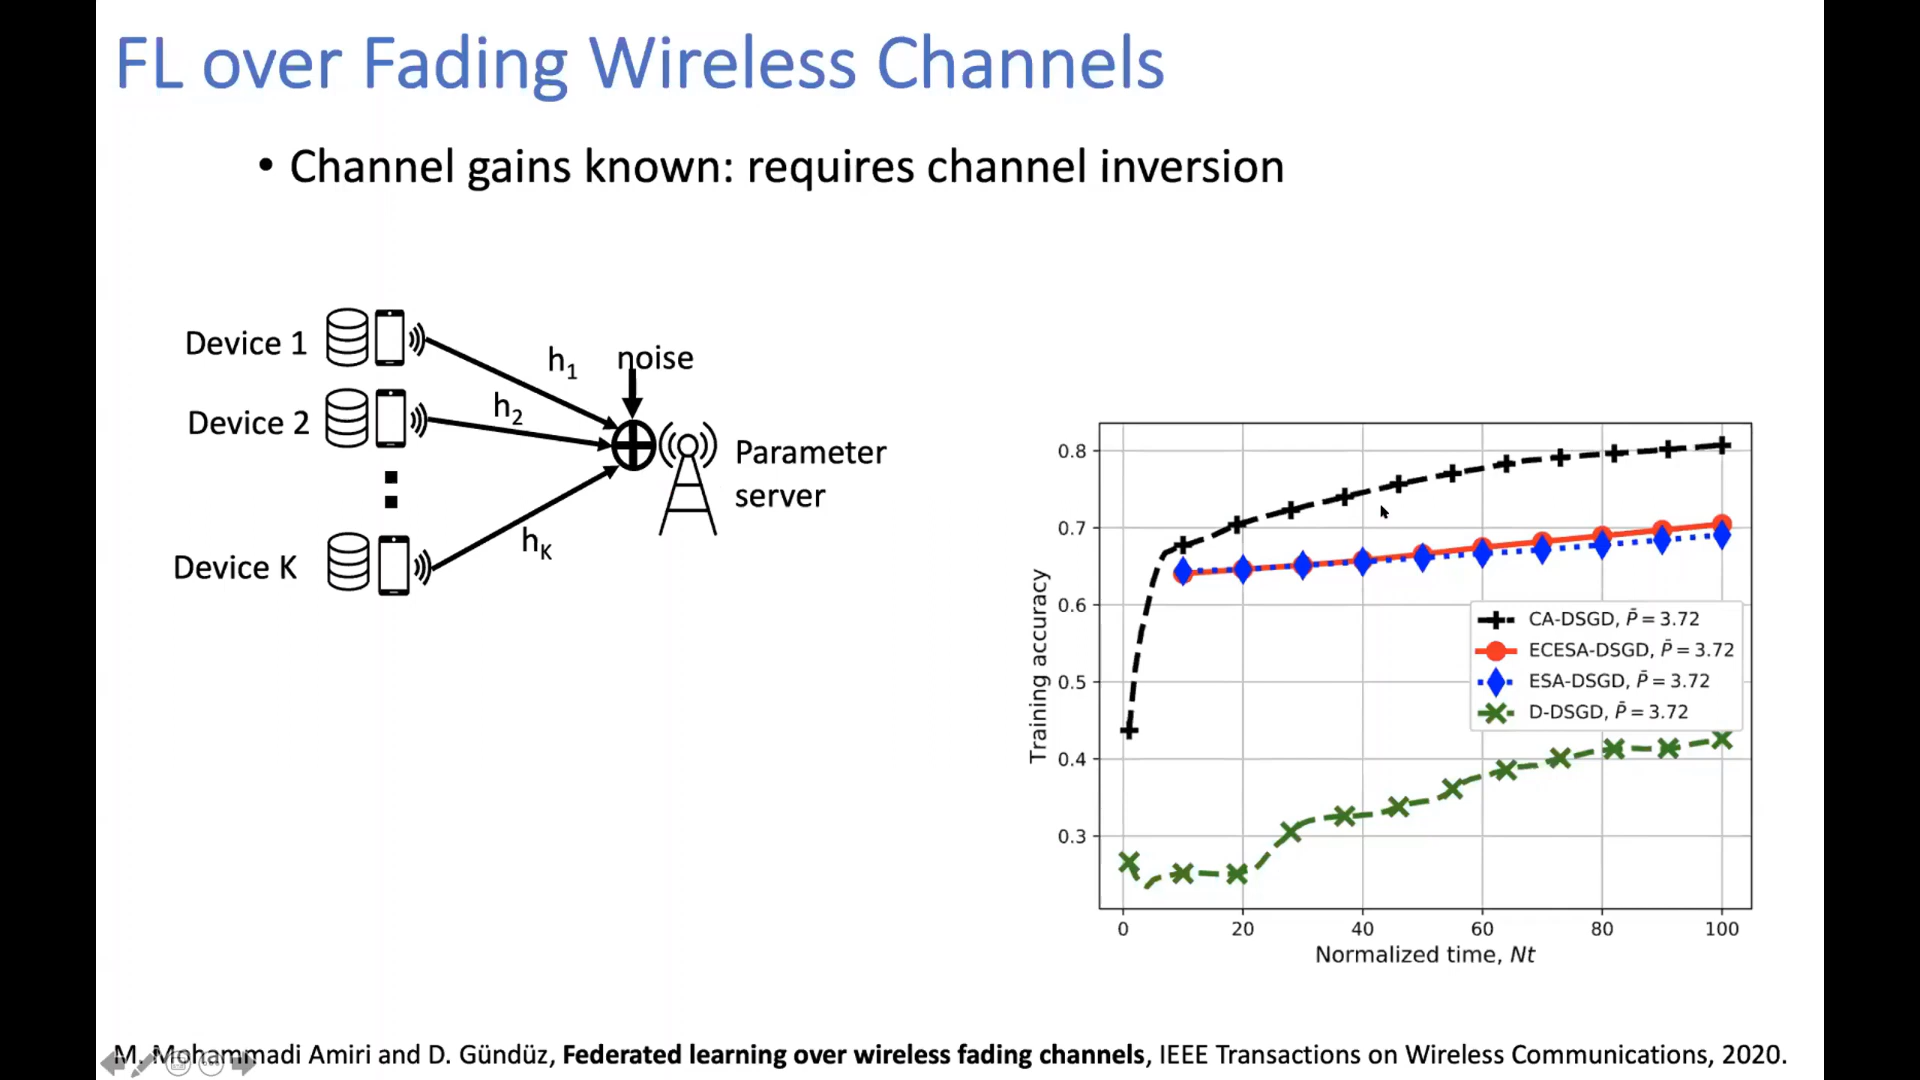 FL over Fading Wireless Channels
• Channel gains known: requires channel inversion
Device 1
Device 2
Device K
h1
h2
hK
noise
Parameter
server
Training accuracy
0.8
0.7
0.6
0.5
0.4
0.3
CA-DSGD, P̄ = 3.72
ECESA-DSGD, P̄ = 3.72
ESA-DSGD, P̄ = 3.72
D-DSGD, P̄ = 3.72
0 20 40 60 80 100
Normalized time, Nt
M. Mohammadi Amiri and D. Gündüz, Federated learning over wireless fading channels, IEEE Transactions on Wireless Communications, 2020.